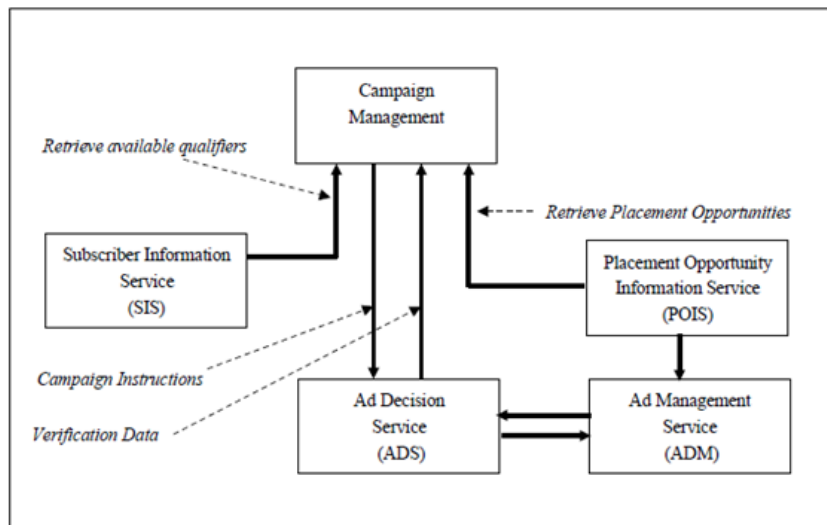 Campaign
Management
Retrieve available qualifiers
Retrieve Placement Opportunities
Subscriber Information
Service
(SIS)
Placement Opportunity
Information Service
(POIS)
Campaign Instructions
Verification Data
Ad Decision
Service
(ADS)
Ad Management
Service
(ADM)